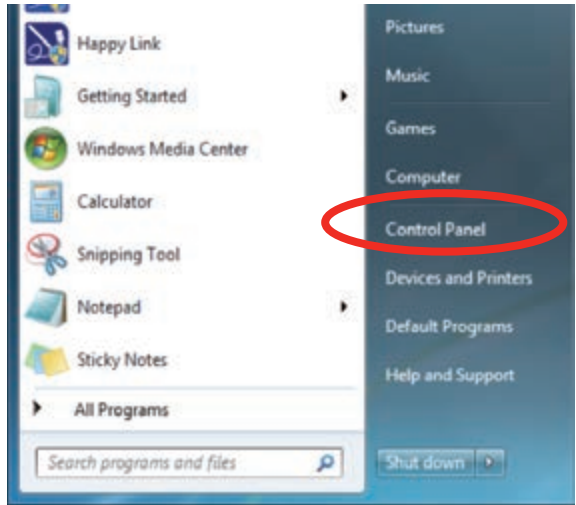 Happy Link
Getting Started
Windows Media Center
Calculator
Snipping Tool
Notepad
Sticky Notes
All Programs
Search programs and files
Pictures
Music
Games
Computer
Control Panel
Devices and Printers
Default Programs
Help and Support
Shut down